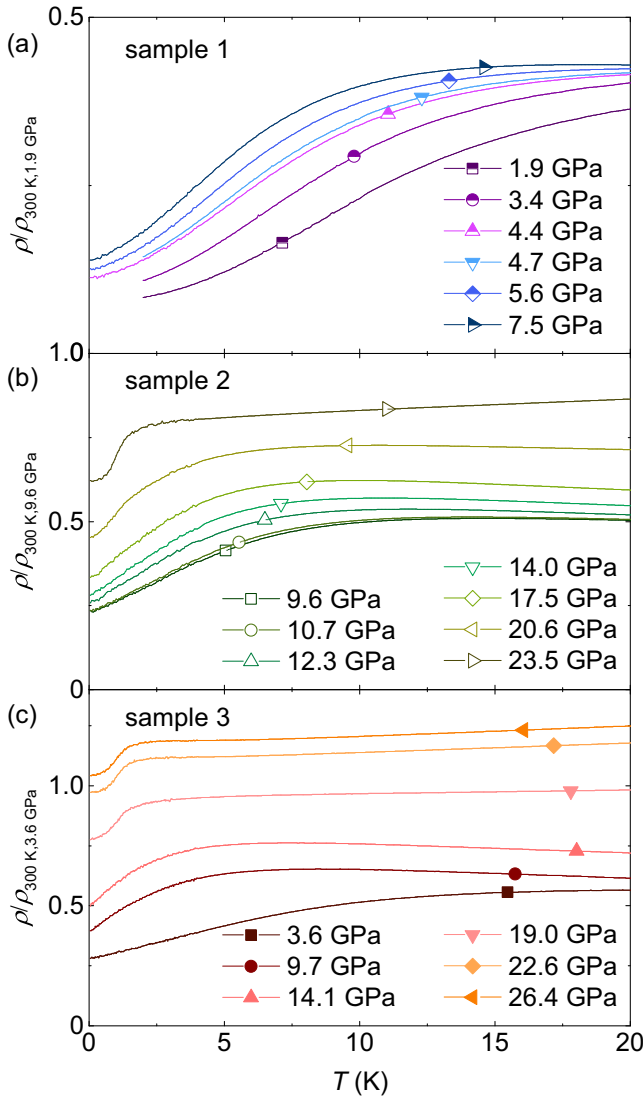 (a)
sample 1
0.5
ρ/ρ300 K,1.9 GPa
1.9 GPa
3.4 GPa
4.4 GPa
4.7 GPa
5.6 GPa
7.5 GPa
1.0
(b)
sample 2
0.5
ρ/ρ300 K,9.6 GPa
9.6 GPa
10.7 GPa
12.3 GPa
14.0 GPa
17.5 GPa
20.6 GPa
23.5 GPa
0
(c)
sample 3
1.0
0.5
ρ/ρ300 K,3.6 GPa
3.6 GPa
9.7 GPa
14.1 GPa
19.0 GPa
22.6 GPa
26.4 GPa
0
0 5 10 15 20
T (K)